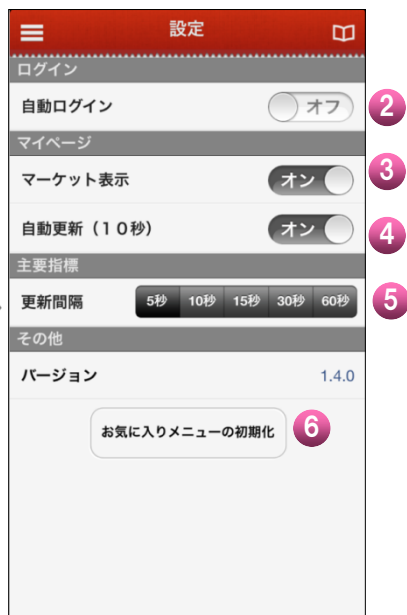 設定
ログイン
自動ログイン オフ 2
マイページ
マーケット表示 オン 3
自動更新（10秒） オン 4
主要指標
更新間隔 5秒 10秒 15秒 30秒 60秒 5
その他
バージョン 1.4.0
お気に入りメニューの初期化 6